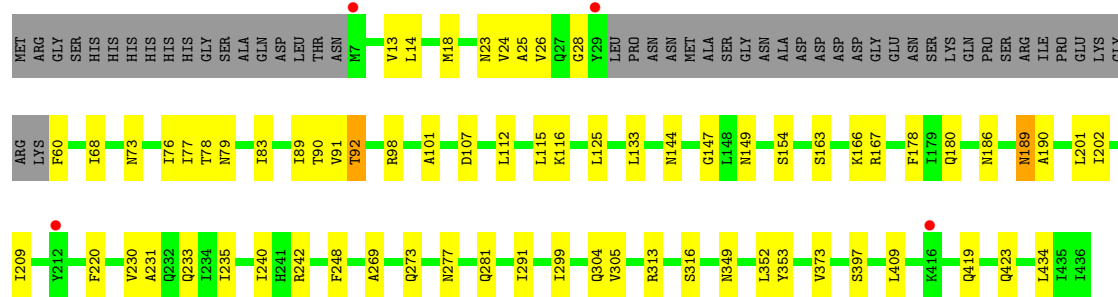 MET ARG GLY SER HIS HIS HIS HIS HIS HIS GLY SER ALA GLN ASP LEU THR ASN M7 V13 L14 M18 N23 V24 A25 V26 Q27 G28 Y29 LEU PRO ASN ASN MET ALA SER GLY ASN ALA ASP ASP ASP ASP GLY GLU ASN SER LYS GLN PRO SER ARG ILE PRO GLU LYS GLY
ARG LYS F60 I68 N73 I76 I77 T78 N79 I83 I89 T90 V91 T92 R98 A101 D107 L112 L115 K116 L125 L133 N144 G147 L148 N149 S154 S163 K166 R167 F178 I179 Q180 N186 N189 A190 L201 I202
I209 Y212 F220 V230 A231 Q232 Q233 I234 I235 I240 H241 R242 F248 A269 Q273 N277 Q281 I291 I299 Q304 V305 R313 S316 N349 L352 Y353 V373 S397 L409 K416 Q419 Q423 L434 I435 I436